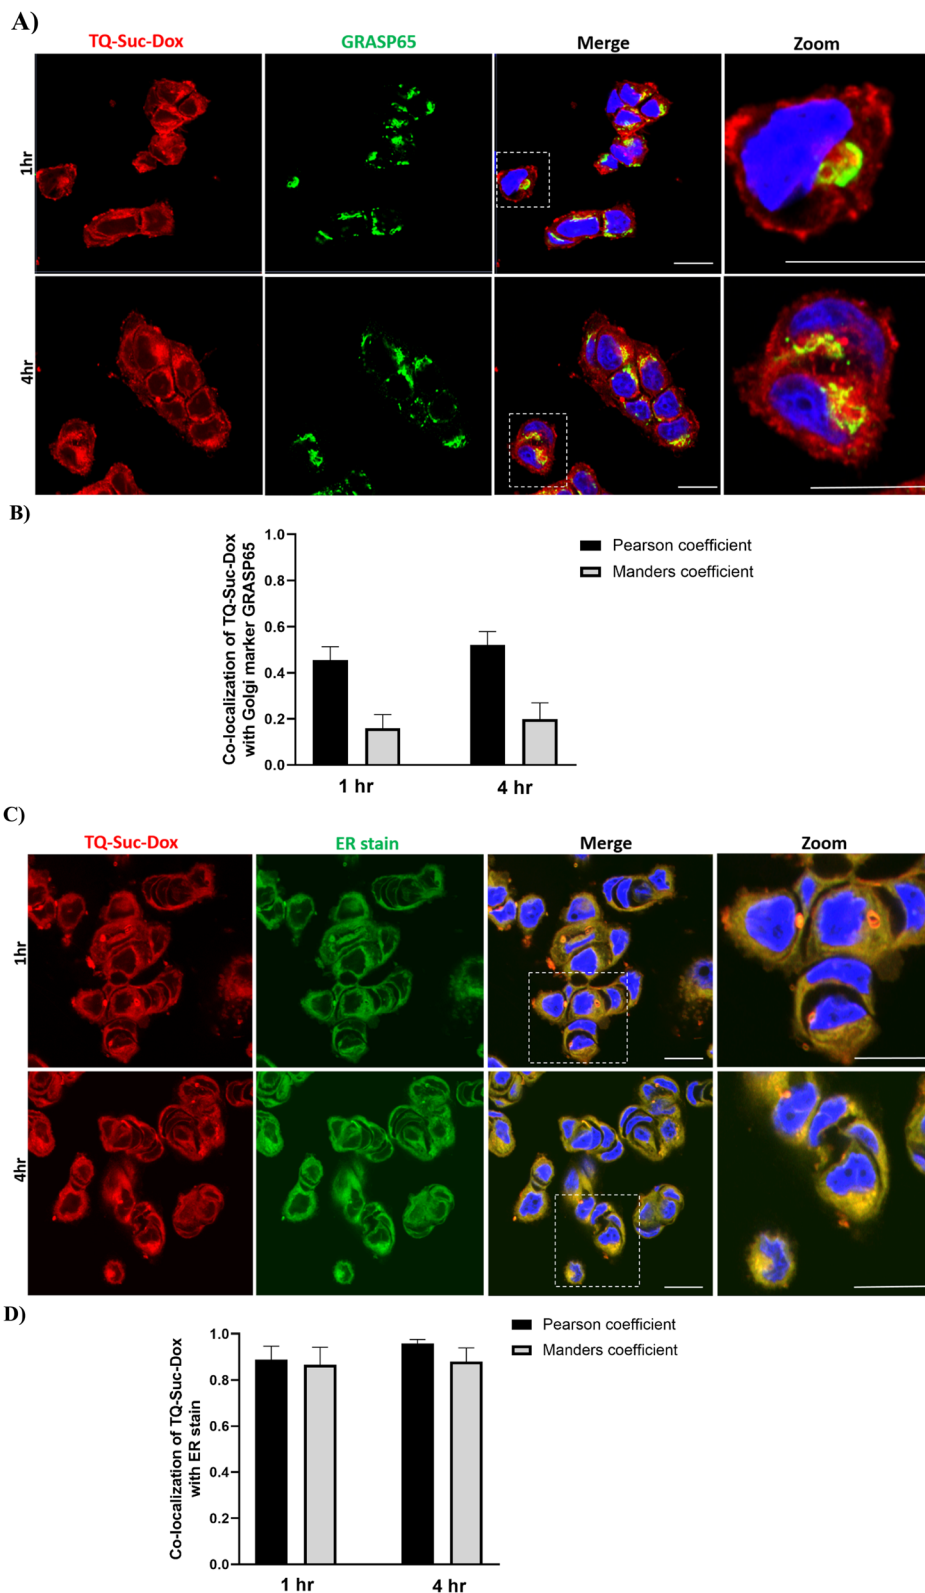 A)
TQ-Suc-Dox GRASP65 Merge Zoom
1hr
4hr
B)
Co-localization of TQ-Suc-Dox
with Golgi marker GRASP65
1.0
0.8
0.6
0.4
0.2
0.0
1 hr 4 hr
Pearson coefficient
Manders coefficient
C)
TQ-Suc-Dox ER stain Merge Zoom
1hr
4hr
D)
Co-localization of TQ-Suc-Dox
with ER stain
1.0
0.8
0.6
0.4
0.2
0.0
1 hr 4 hr
Pearson coefficient
Manders coefficient